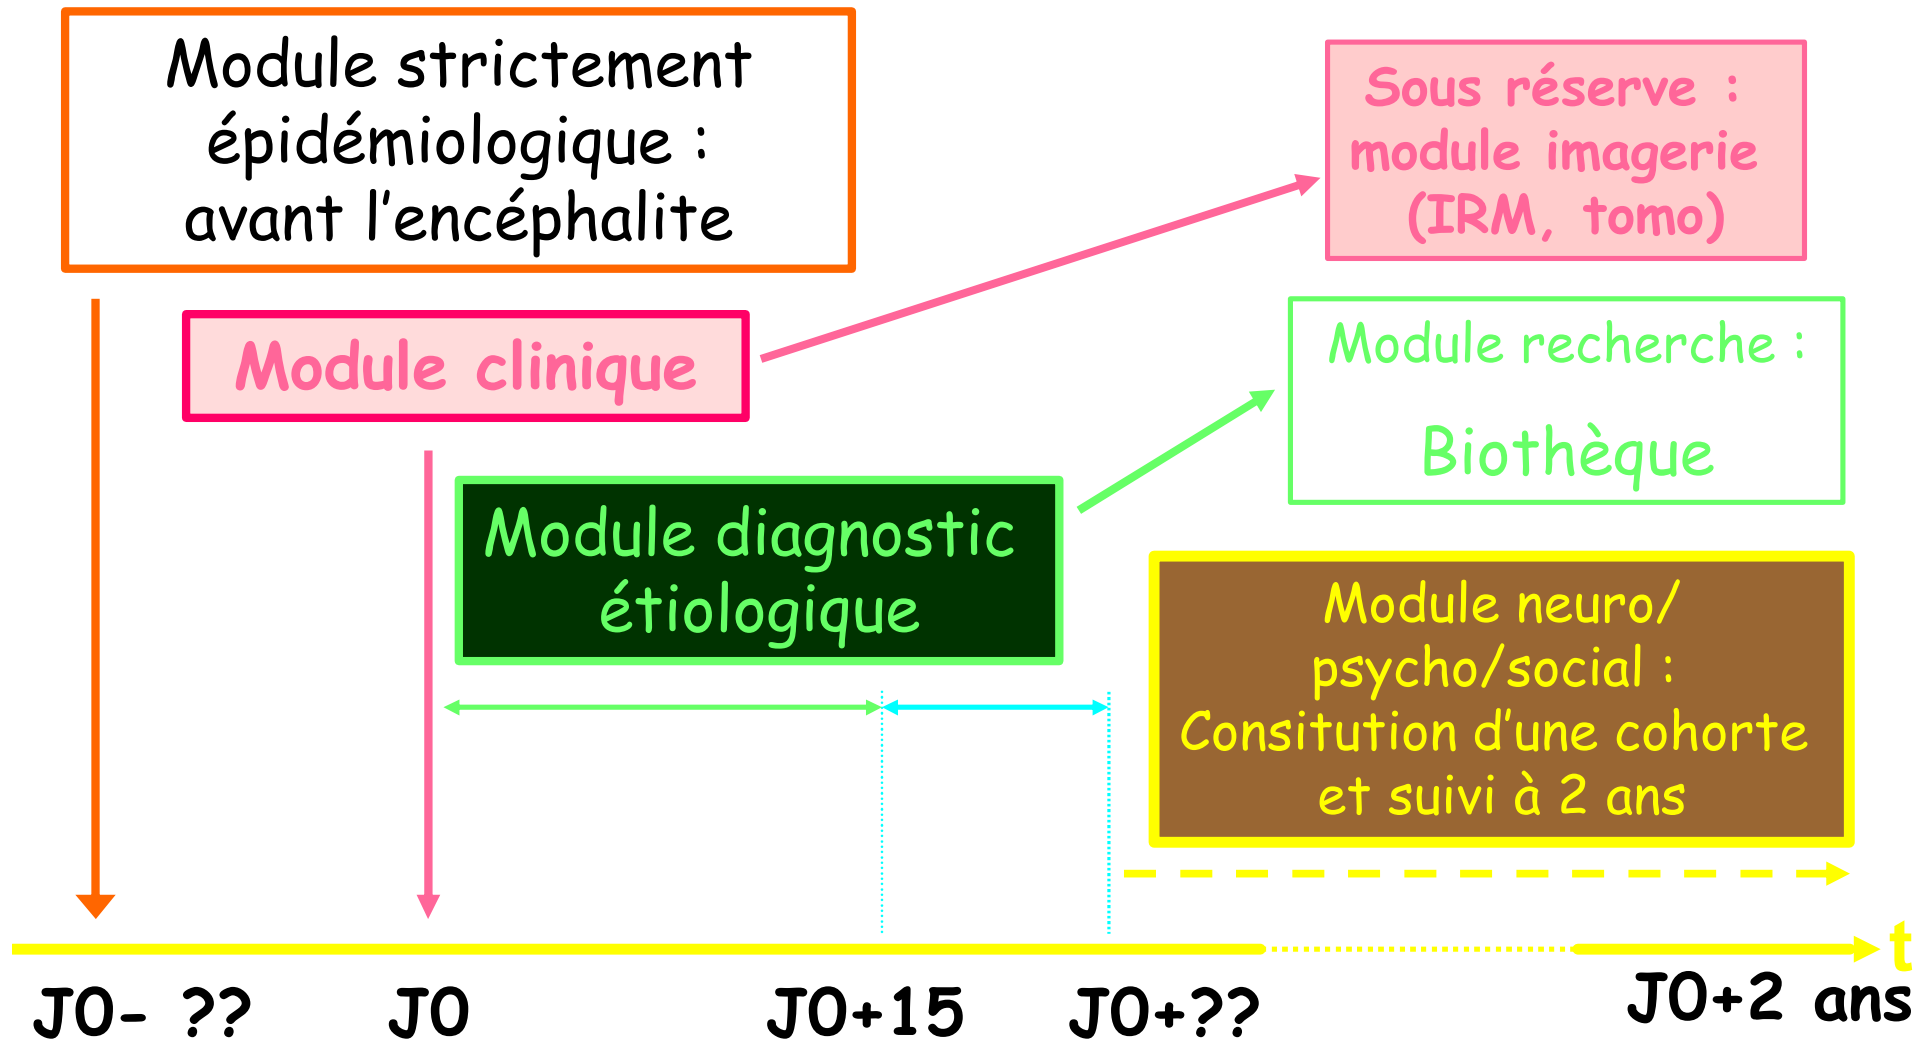 Module strictement
épidémiologique :
avant l’encéphalite
Sous réserve :
module imagerie
(IRM, tomo)
Module clinique
Module recherche :
Biothèque
Module diagnostic
étiologique
Module neuro/
psycho/social :
Consitution d’une cohorte
et suivi à 2 ans
t
J0- ??
J0
J0+15
J0+??
J0+2 ans